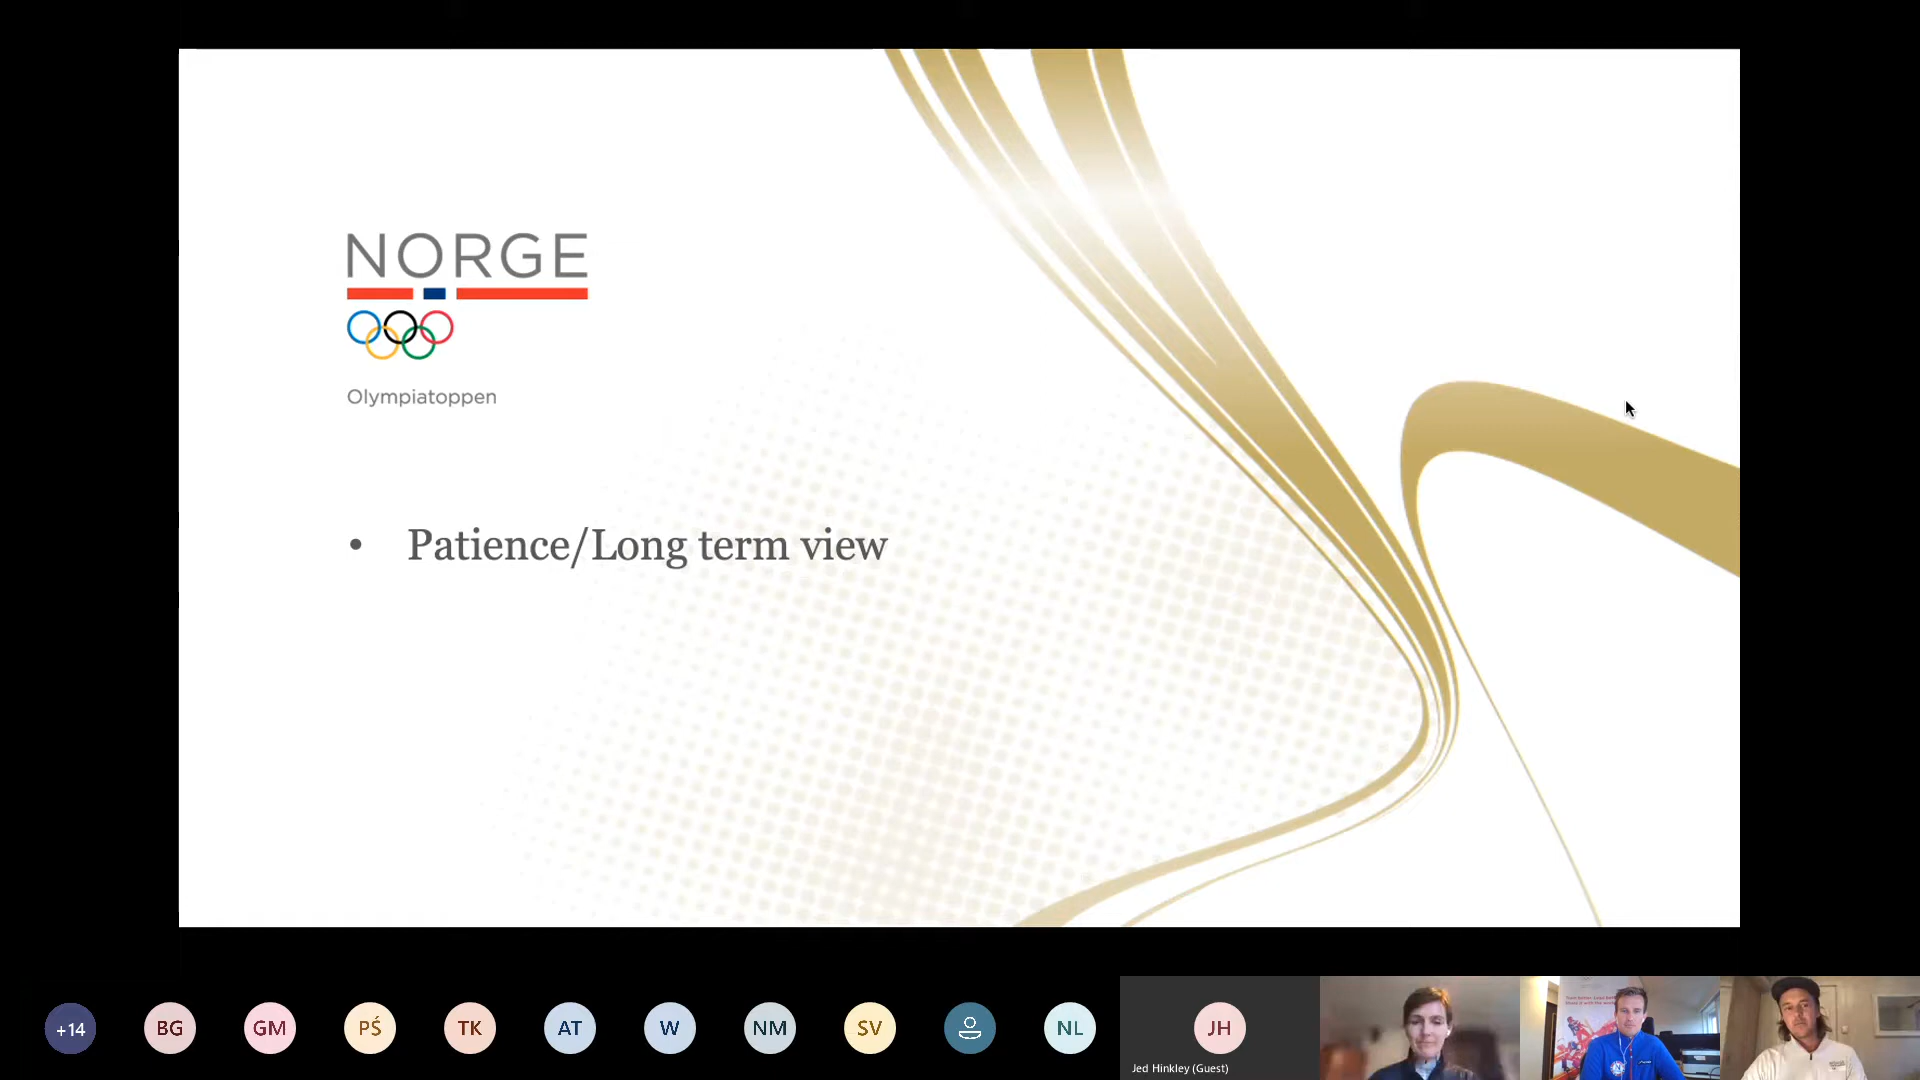 NORGE
Olympiatoppen
• Patience/Long term view
+14
BG
GM
PŚ
TK
AT
W
NM
SV
NL
JH
Jed Hinkley (Guest)